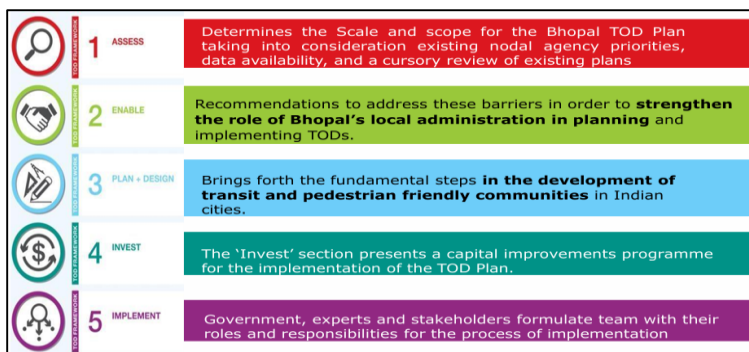 TOD FRAMEWORK
1 ASSESS
Determines the Scale and scope for the Bhopal TOD Plan
taking into consideration existing nodal agency priorities,
data availability, and a cursory review of existing plans
TOD FRAMEWORK
2 ENABLE
Recommendations to address these barriers in order to strengthen
the role of Bhopal's local administration in planning and
implementing TODs.
TOD FRAMEWORK
3 PLAN + DESIGN
Brings forth the fundamental steps in the development of
transit and pedestrian friendly communities in Indian
cities.
TOD FRAMEWORK
4 INVEST
The 'Invest' section presents a capital improvements programme
for the implementation of the TOD Plan.
TOD FRAMEWORK
5 IMPLEMENT
Government, experts and stakeholders formulate team with their
roles and responsibilities for the process of implementation